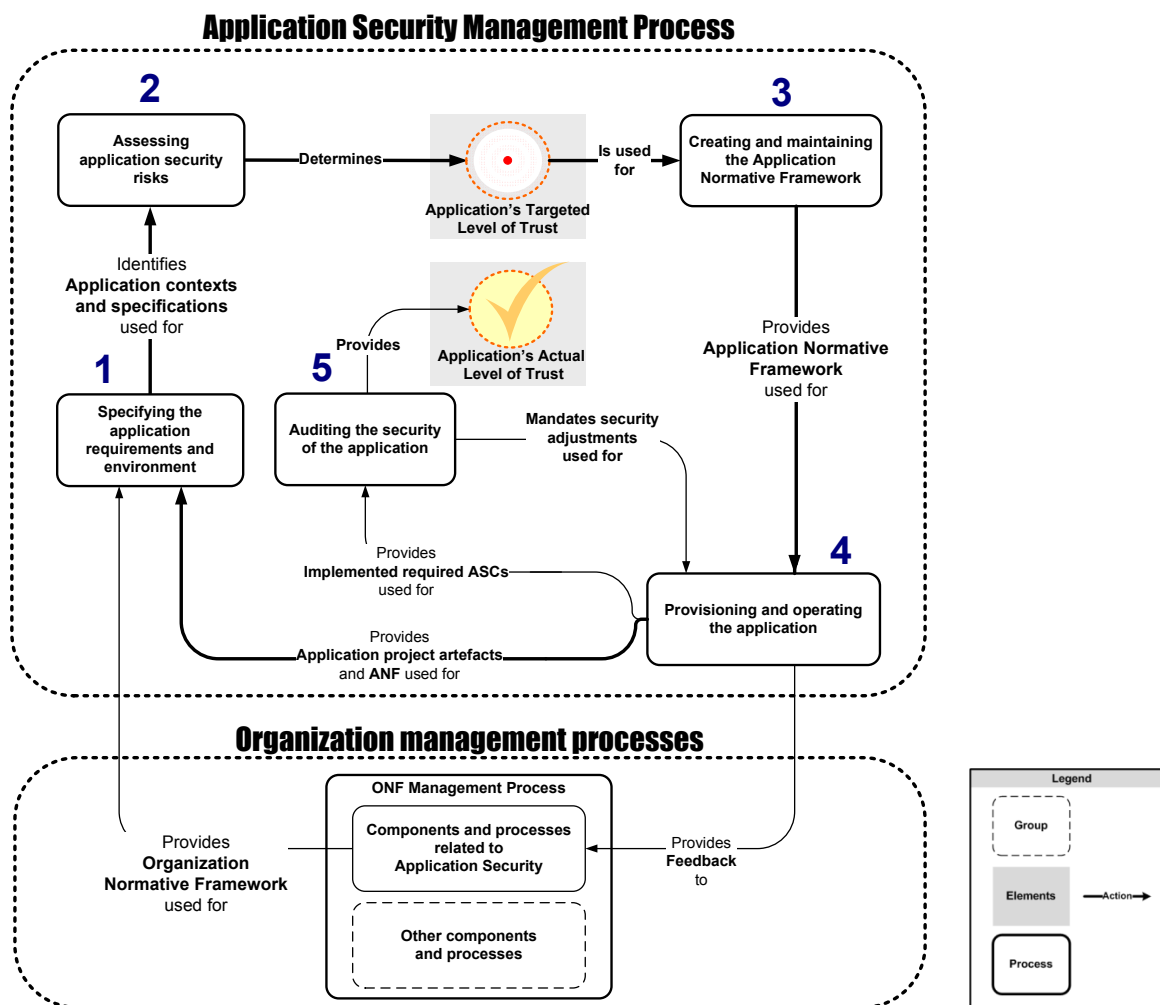 Application Security Management Process
2
Assessing
application security
risks
Determines
Application's Targeted
Level of Trust
Is used
for
3
Creating and maintaining
the Application
Normative Framework
Identifies
Application contexts
and specifications
used for
Provides
Application's Actual
Level of Trust
Provides
Application Normative
Framework
used for
1
Specifying the
application
requirements and
environment
5
Auditing the security
of the application
Mandates security
adjustments
used for
Provides
Implemented required ASCs
used for
4
Provisioning and operating
the application
Provides
Application project artefacts
and ANF used for
Organization management processes
ONF Management Process
Components and processes
related to
Application Security
Other components
and processes
Provides
Organization
Normative Framework
used for
Provides
Feedback
to
Legend
Group
Elements
Action
Process